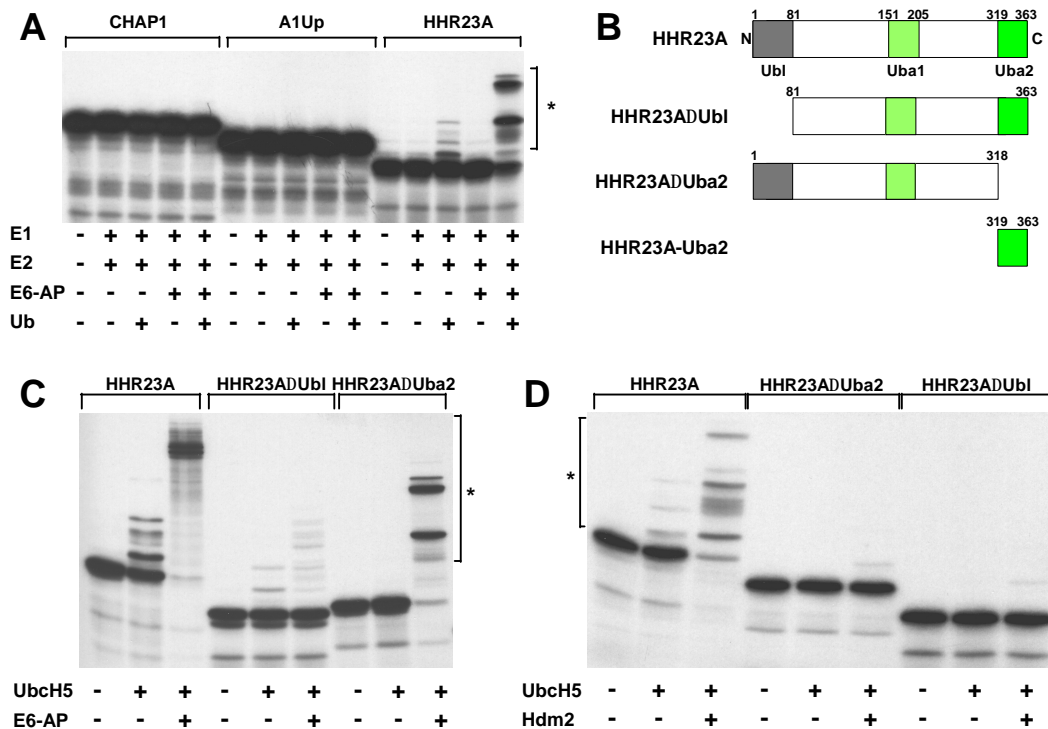 A
CHAP1 A1Up HHR23A
*
E1 - + + + + - + + + + - + + + +
E2 - + + + + - + + + + - + + + +
E6-AP - - - + + - - - + + - - - + +
Ub - - + - + - - + - + - - + - +
B
1 81 151 205 319 363
HHR23A N C
Ubl Uba1 Uba2
81 363
HHR23ADUbl
1 318
HHR23ADUba2
319 363
HHR23A-Uba2
C
HHR23A HHR23ADUbl HHR23ADUba2
*
UbcH5 - + + - + + - + +
E6-AP - - + - - + - - +
D
HHR23A HHR23ADUba2 HHR23ADUbl
*
UbcH5 - + + - + + - + +
Hdm2 - - + - - + - - +